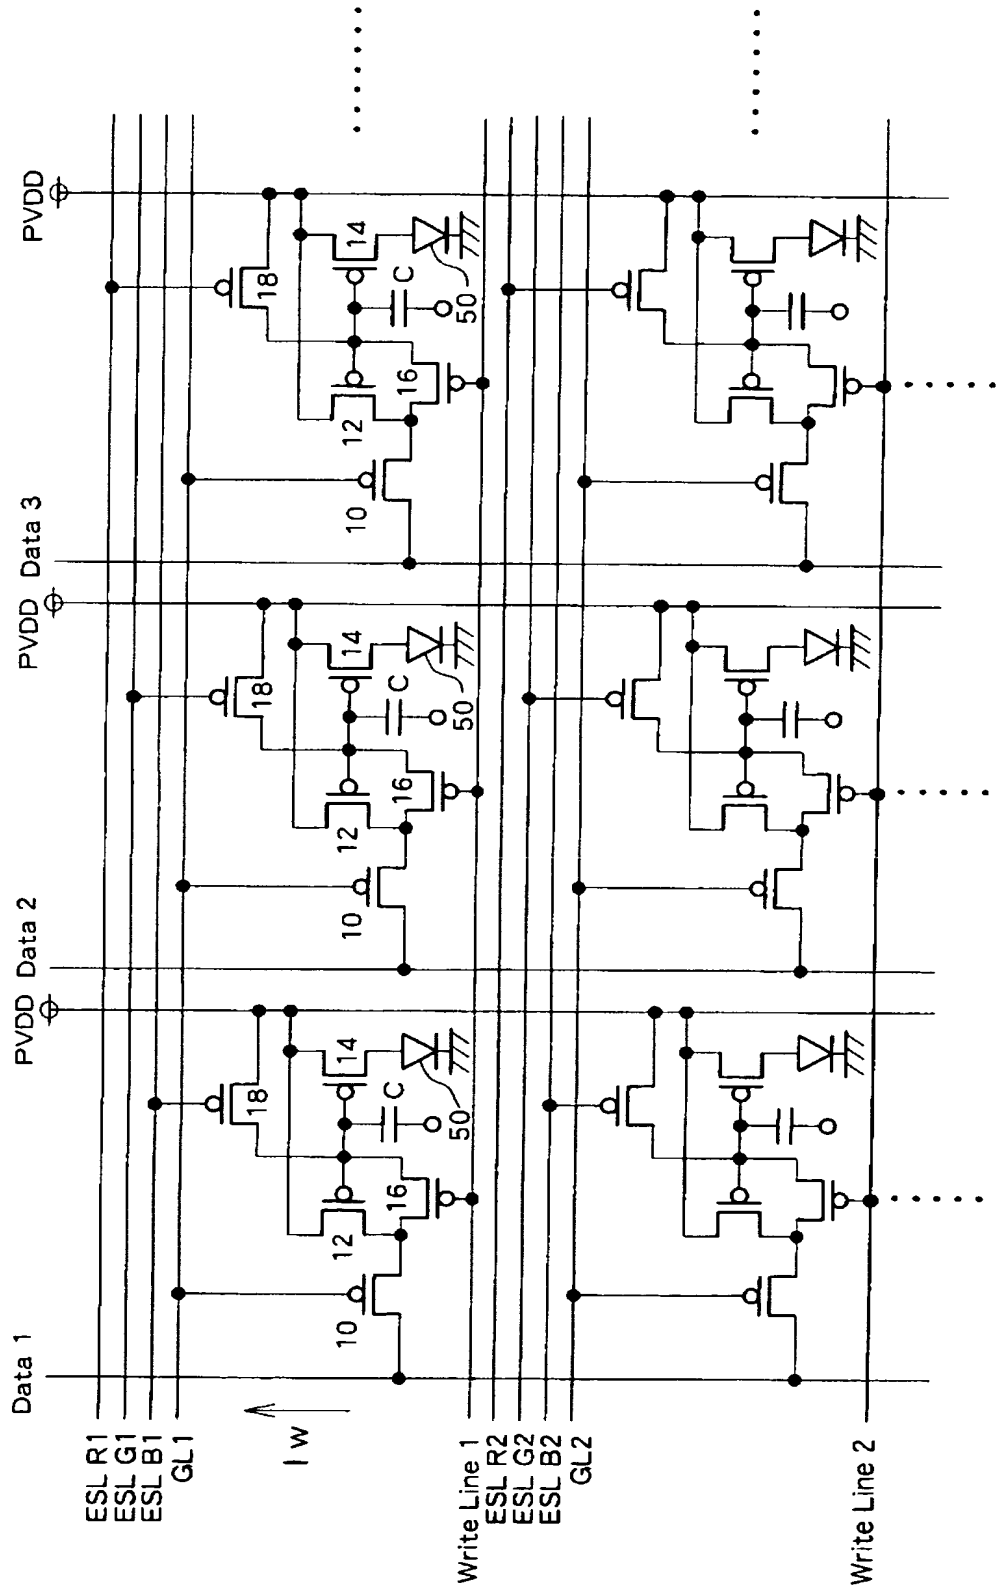 Data 1
PVDD
Data 2
PVDD
Data 3
PVDD
ESL R1
ESL G1
ESL B1
GL1
I w
10
12
14
16
18
C
50
10
12
14
16
18
C
50
10
12
14
16
18
C
50
Write Line 1
ESL R2
ESL G2
ESL B2
GL2
Write Line 2